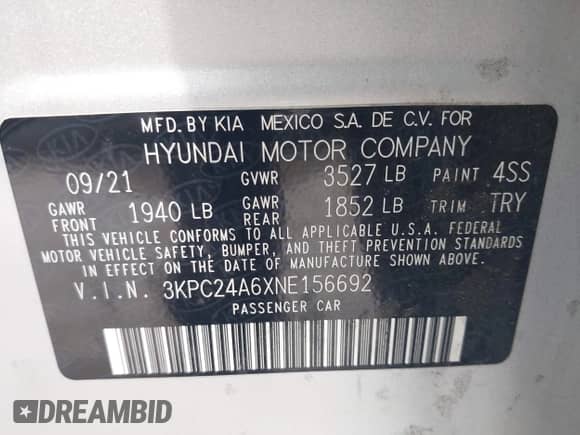 MFD. BY KIA MEXICO S.A. DE C.V. FOR
HYUNDAI MOTOR COMPANY
09/21 GVWR 3527 LB PAINT 4SS
GAWR FRONT 1940 LB GAWR REAR 1852 LB TRIM TRY
THIS VEHICLE CONFORMS TO ALL APPLICABLE U.S.A. FEDERAL
MOTOR VEHICLE SAFETY, BUMPER, AND THEFT PREVENTION STANDARDS
IN EFFECT ON THE DATE OF MANUFACTURE SHOWN ABOVE.
V.I.N. 3KPC24A6XNE156692
PASSENGER CAR
DREAMBID